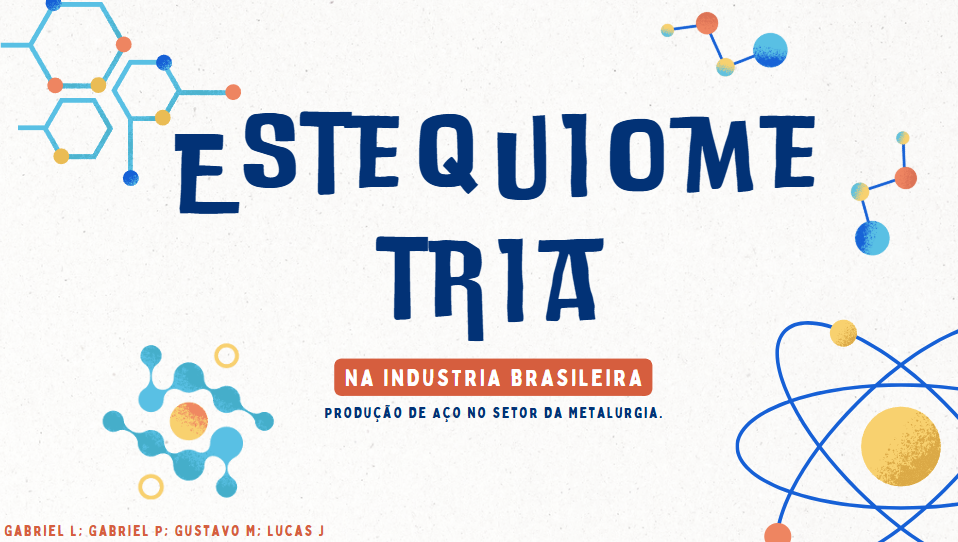 ESTEQUIOME
TRIA
NA INDUSTRIA BRASILEIRA
PRODUÇÃO DE AÇO NO SETOR DA METALURGIA.
GABRIEL L; GABRIEL P; GUSTAVO M; LUCAS J